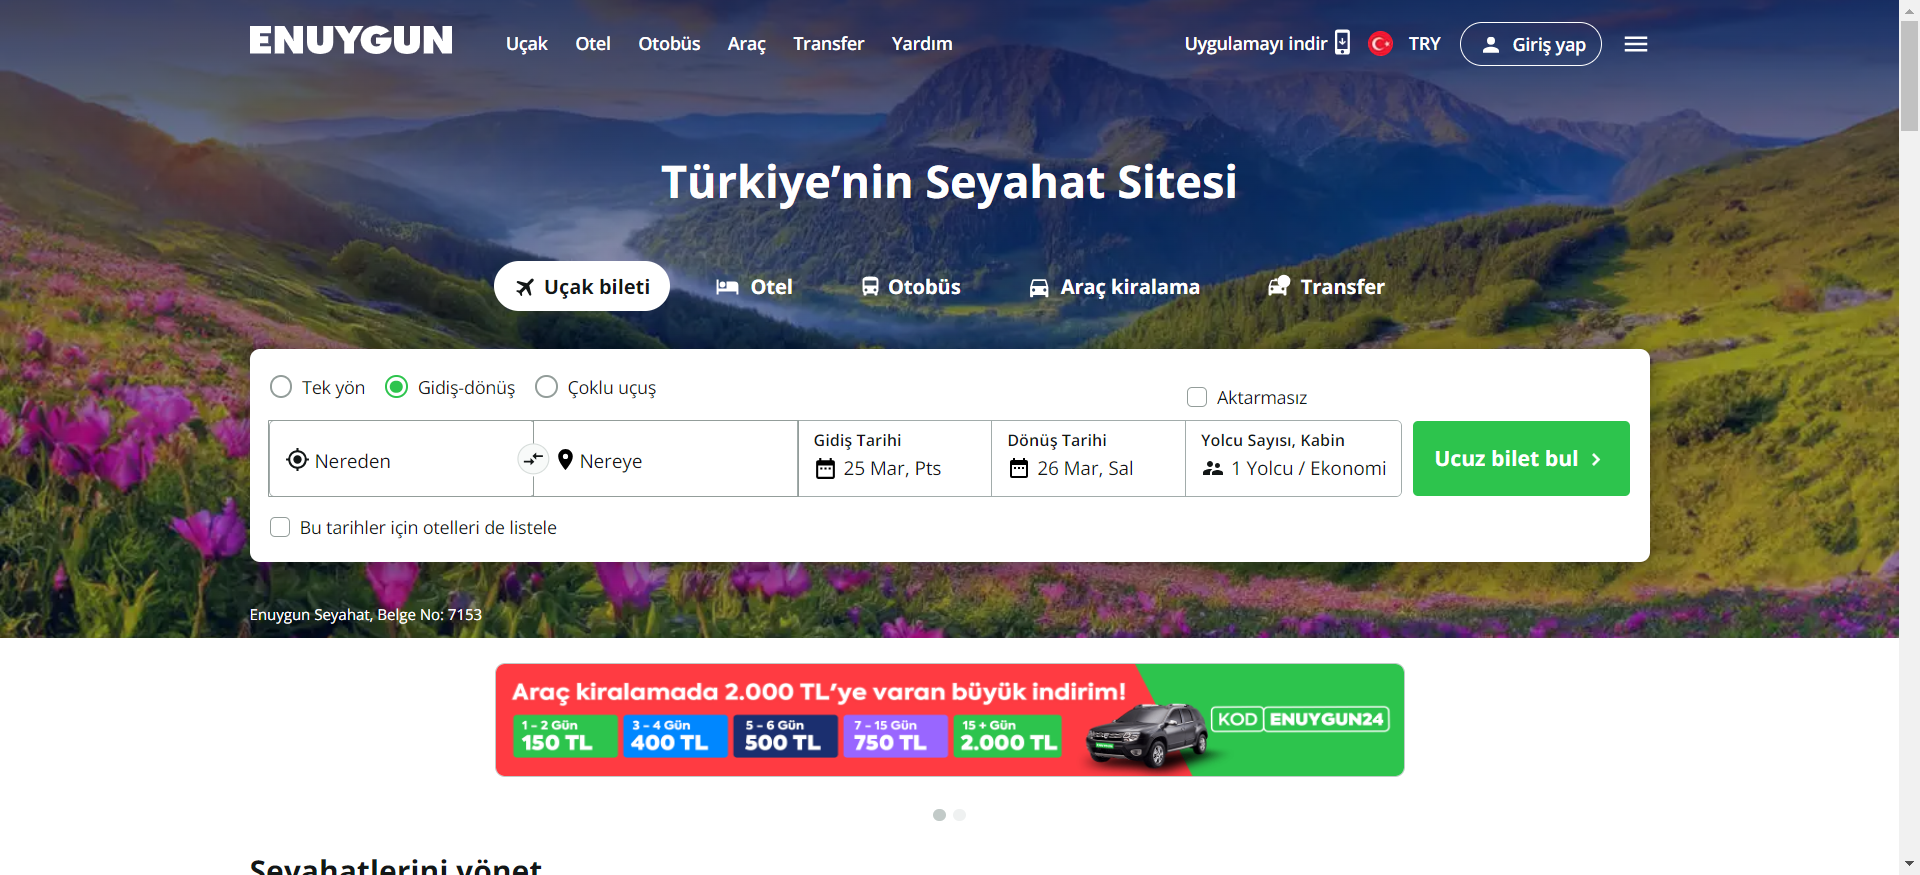 ENUYGUN
Uçak Otel Otobüs Araç Transfer Yardım
Uygulamayı indir TRY Giriş yap
Türkiye’nin Seyahat Sitesi
Uçak bileti Otel Otobüs Araç kiralama Transfer
Tek yön Gidiş-dönüş Çoklu uçuş
Aktarmasız
Nereden
Nereye
Gidiş Tarihi
25 Mar, Pts
Dönüş Tarihi
26 Mar, Sal
Yolcu Sayısı, Kabin
1 Yolcu / Ekonomi
Ucuz bilet bul
Bu tarihler için otelleri de listele
Enuygun Seyahat, Belge No: 7153
Araç kiralamada 2.000 TL’ye varan büyük indirim!
1 - 2 Gün
150 TL
3 - 4 Gün
400 TL
5 - 6 Gün
500 TL
7 - 15 Gün
750 TL
15 + Gün
2.000 TL
KOD ENUYGUN24
Seyahatlerini yönet